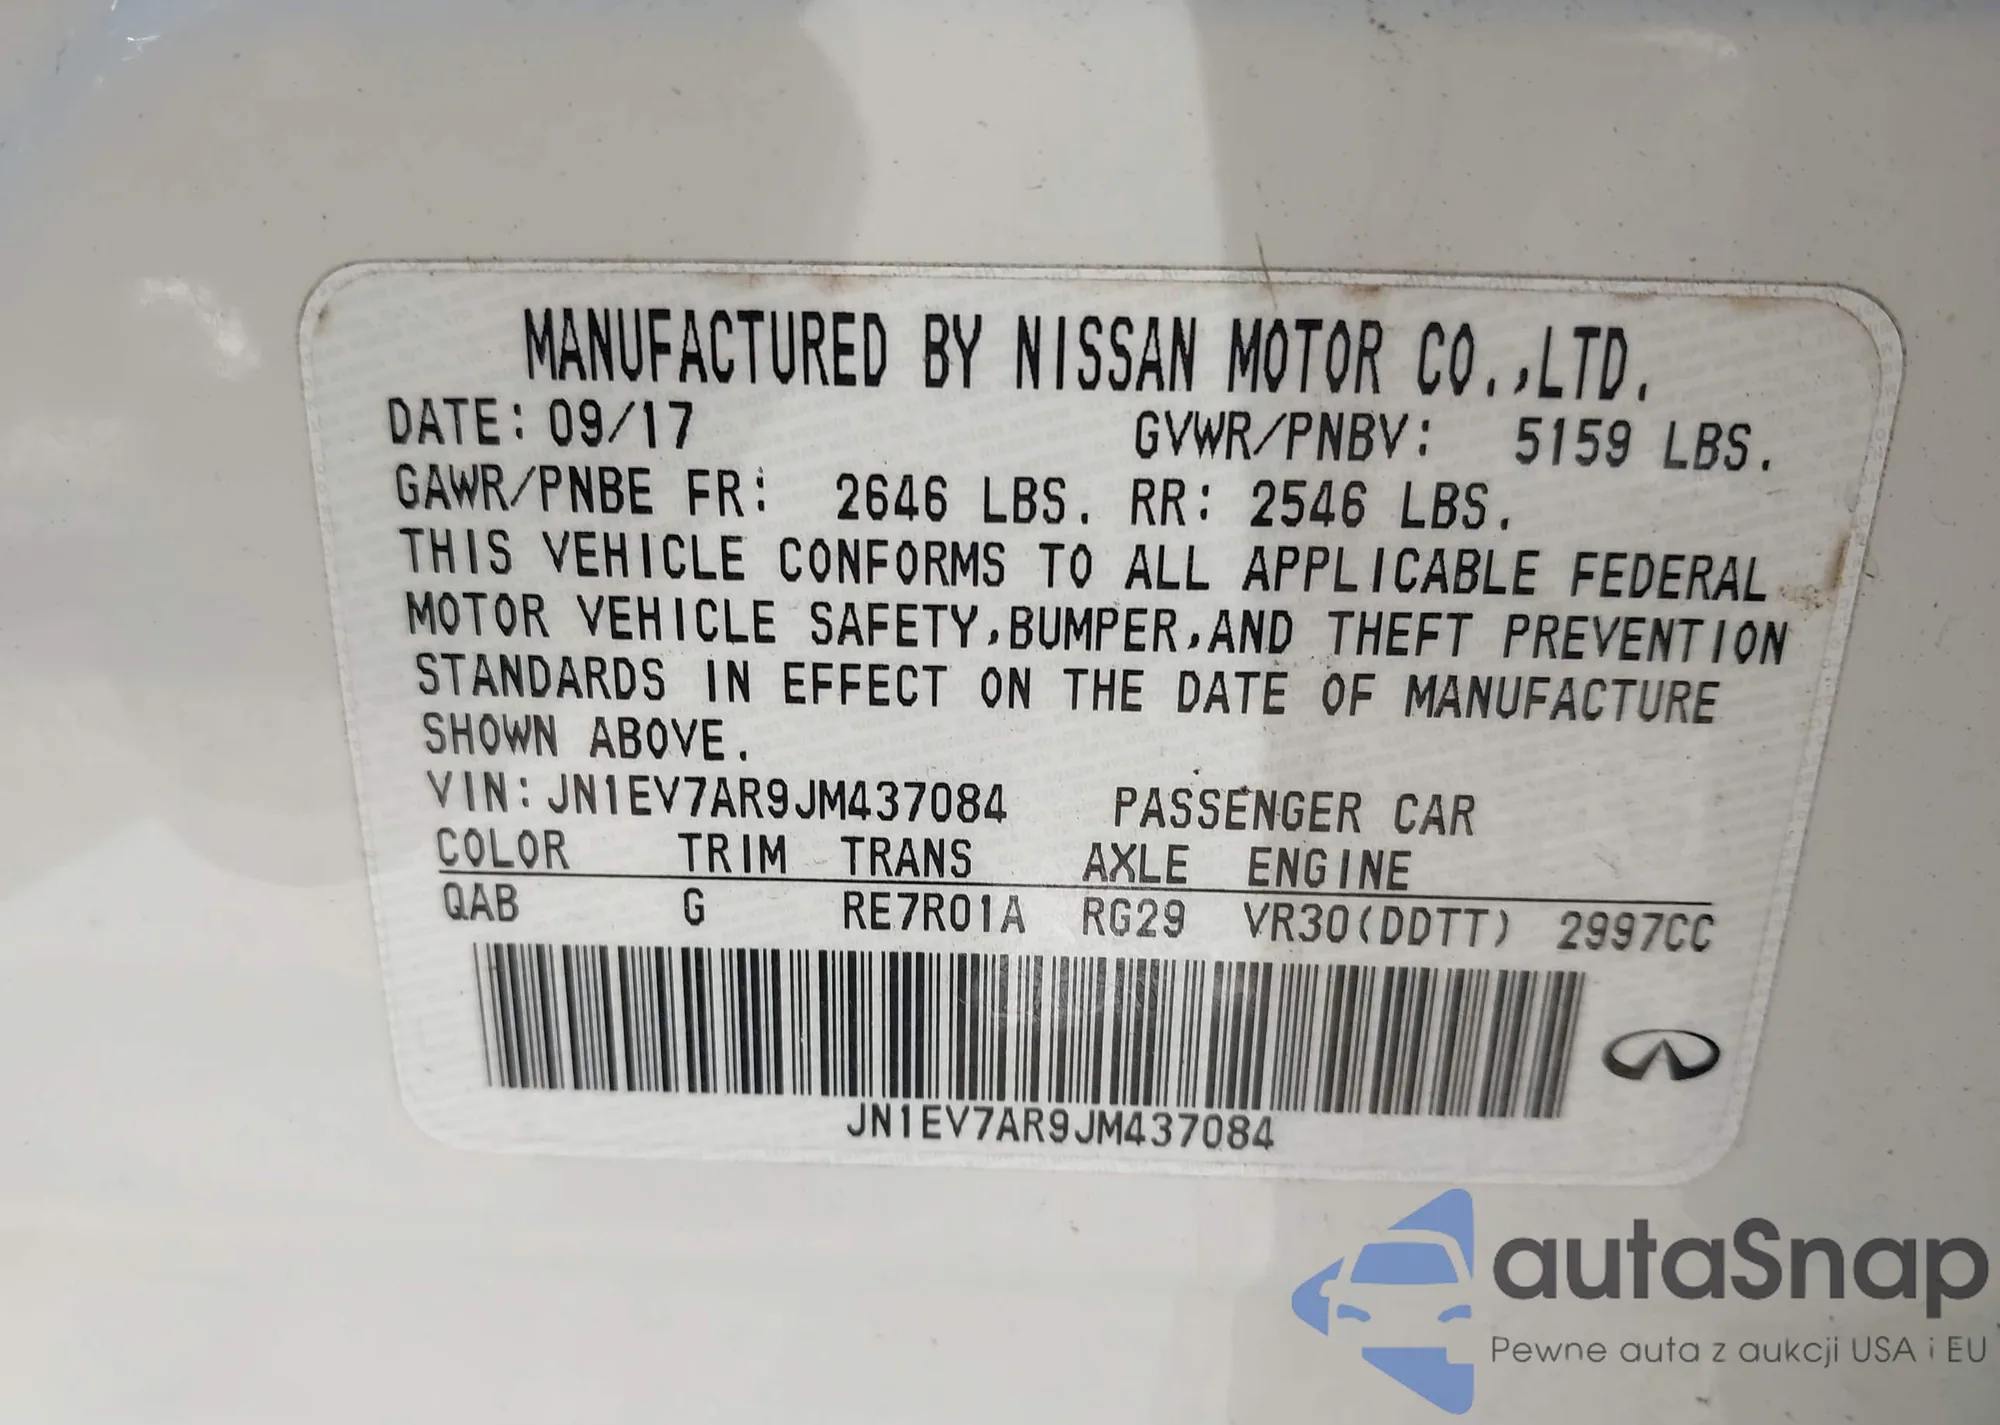 MANUFACTURED BY NISSAN MOTOR CO.,LTD.
DATE: 09/17 GVWR/PNBV: 5159 LBS.
GAWR/PNBE FR: 2646 LBS. RR: 2546 LBS.
THIS VEHICLE CONFORMS TO ALL APPLICABLE FEDERAL
MOTOR VEHICLE SAFETY,BUMPER,AND THEFT PREVENTION
STANDARDS IN EFFECT ON THE DATE OF MANUFACTURE
SHOWN ABOVE.
VIN: JN1EV7AR9JM437084 PASSENGER CAR
COLOR TRIM TRANS AXLE ENGINE
QAB G RE7R01A RG29 VR30(DDTT) 2997CC
JN1EV7AR9JM437084
autaSnap
Pewne auta z aukcji USA i EU